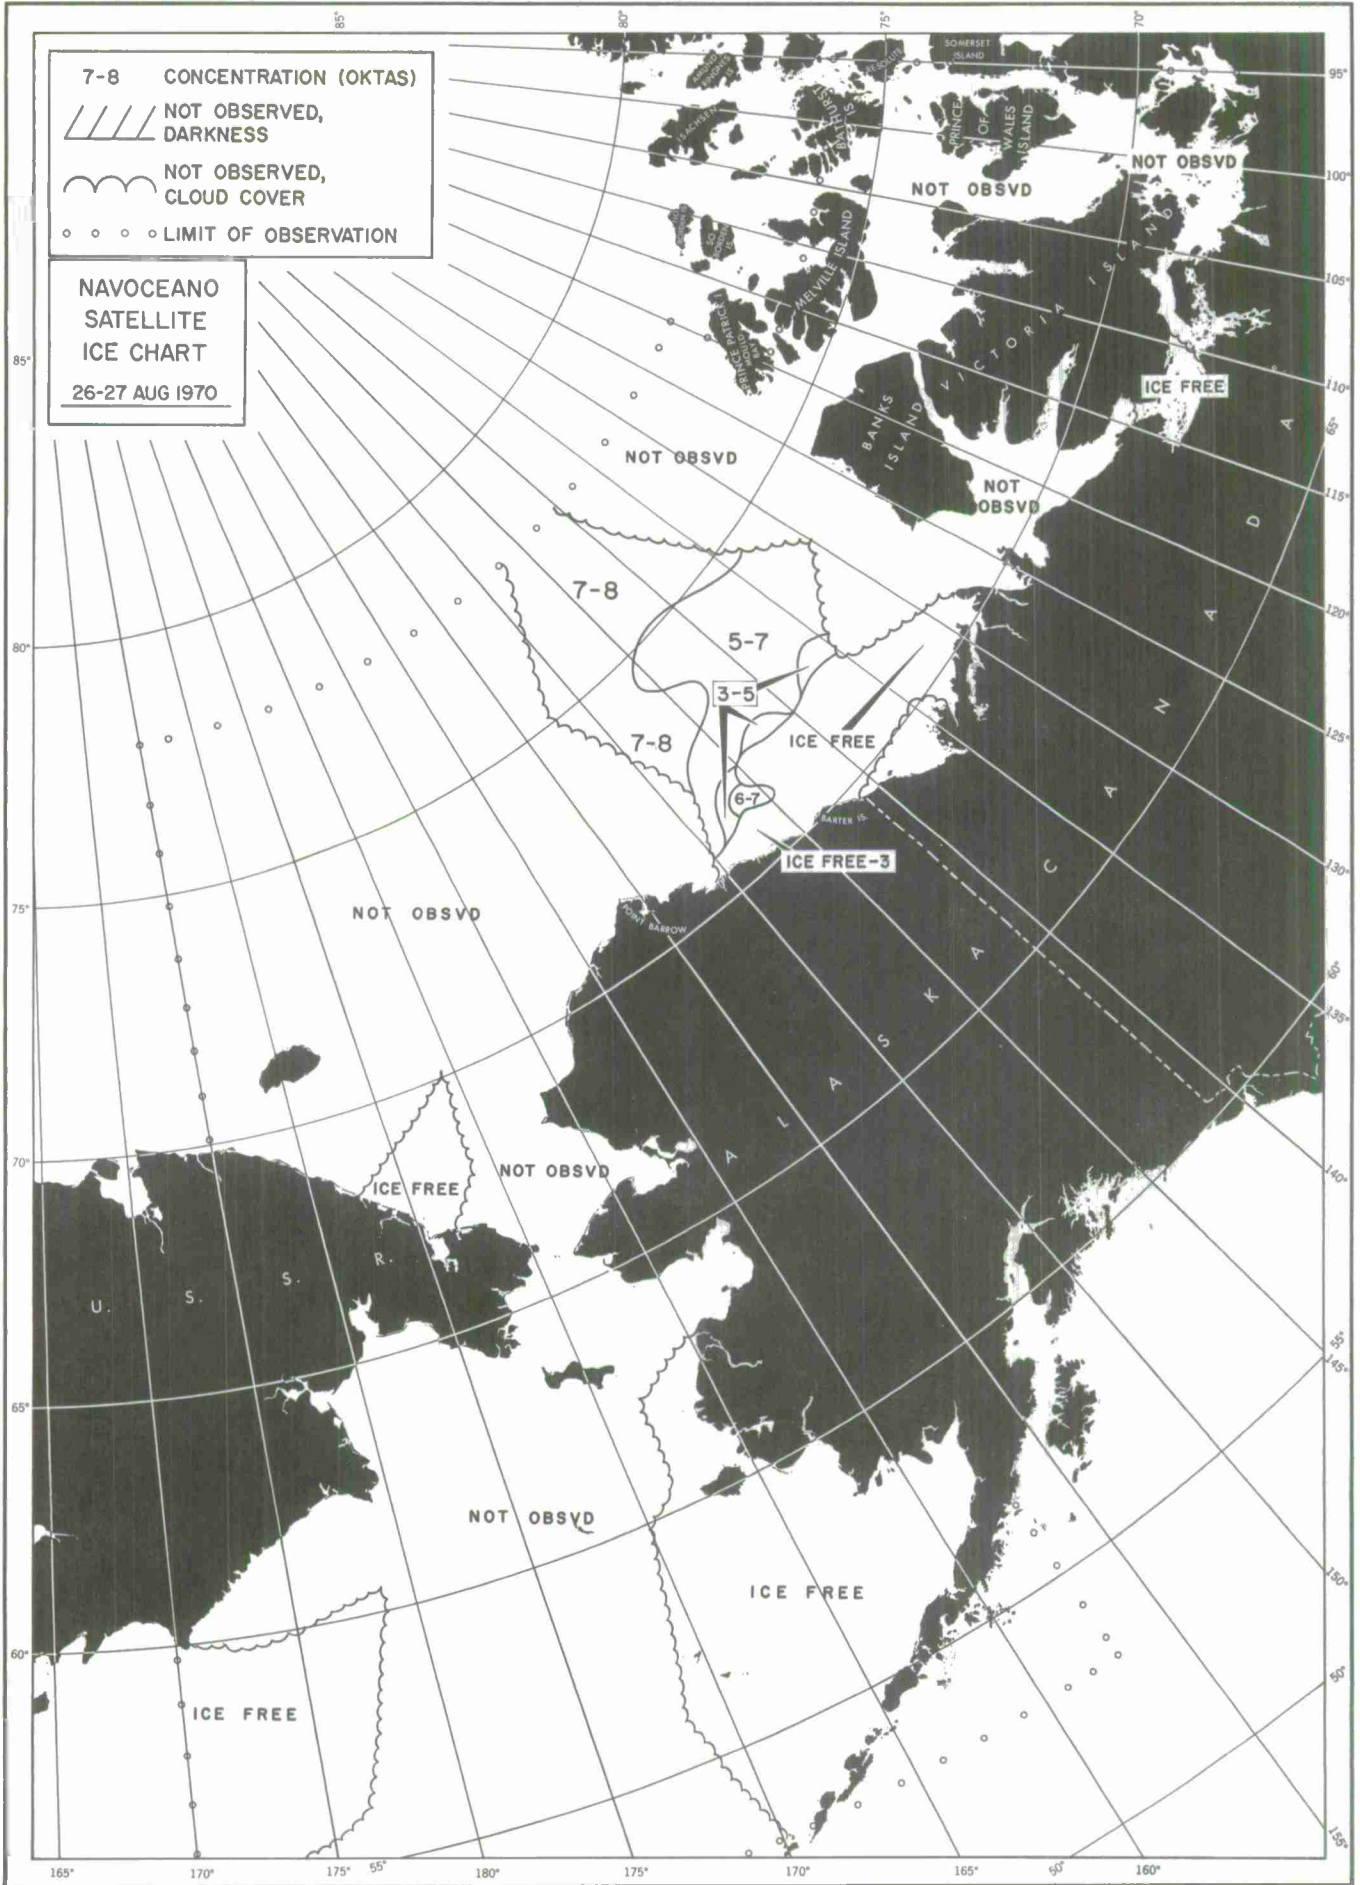 85°
80°
75°
70°
7-8 CONCENTRATION (OKTAS)
NOT OBSERVED,
DARKNESS
NOT OBSERVED,
CLOUD COVER
LIMIT OF OBSERVATION
NAVOCEANO
SATELLITE
ICE CHART
26-27 AUG 1970
SOMERSET
ISLAND
RESOLUTE
BATHURST
IS.
PRINCE
OF
WALES
ISLAND
ISACHSEN
95°
NOT OBSVD
NOT OBSVD
100°
MELVILLE ISLAND
PRINCE PATRICK I.
MOULD
BAY
VICTORIA ISLAND
105°
85°
BANKS
ISLAND
ICE FREE
110°
65°
NOT OBSVD
NOT
OBSVD
115°
7-8
5-7
120°
80°
3-5
7-8
ICE FREE
6-7
125°
BARTER IS.
ICE FREE-3
130°
CANADA
75°
NOT OBSVD
POINT BARROW
60°
135°
ALASKA
70°
NOT OBSVD
ICE FREE
140°
U. S. S. R.
55°
145°
65°
NOT OBSVD
150°
ICE FREE
60°
50°
ICE FREE
155°
165°
170°
175°
55°
180°
175°
170°
165°
50°
160°